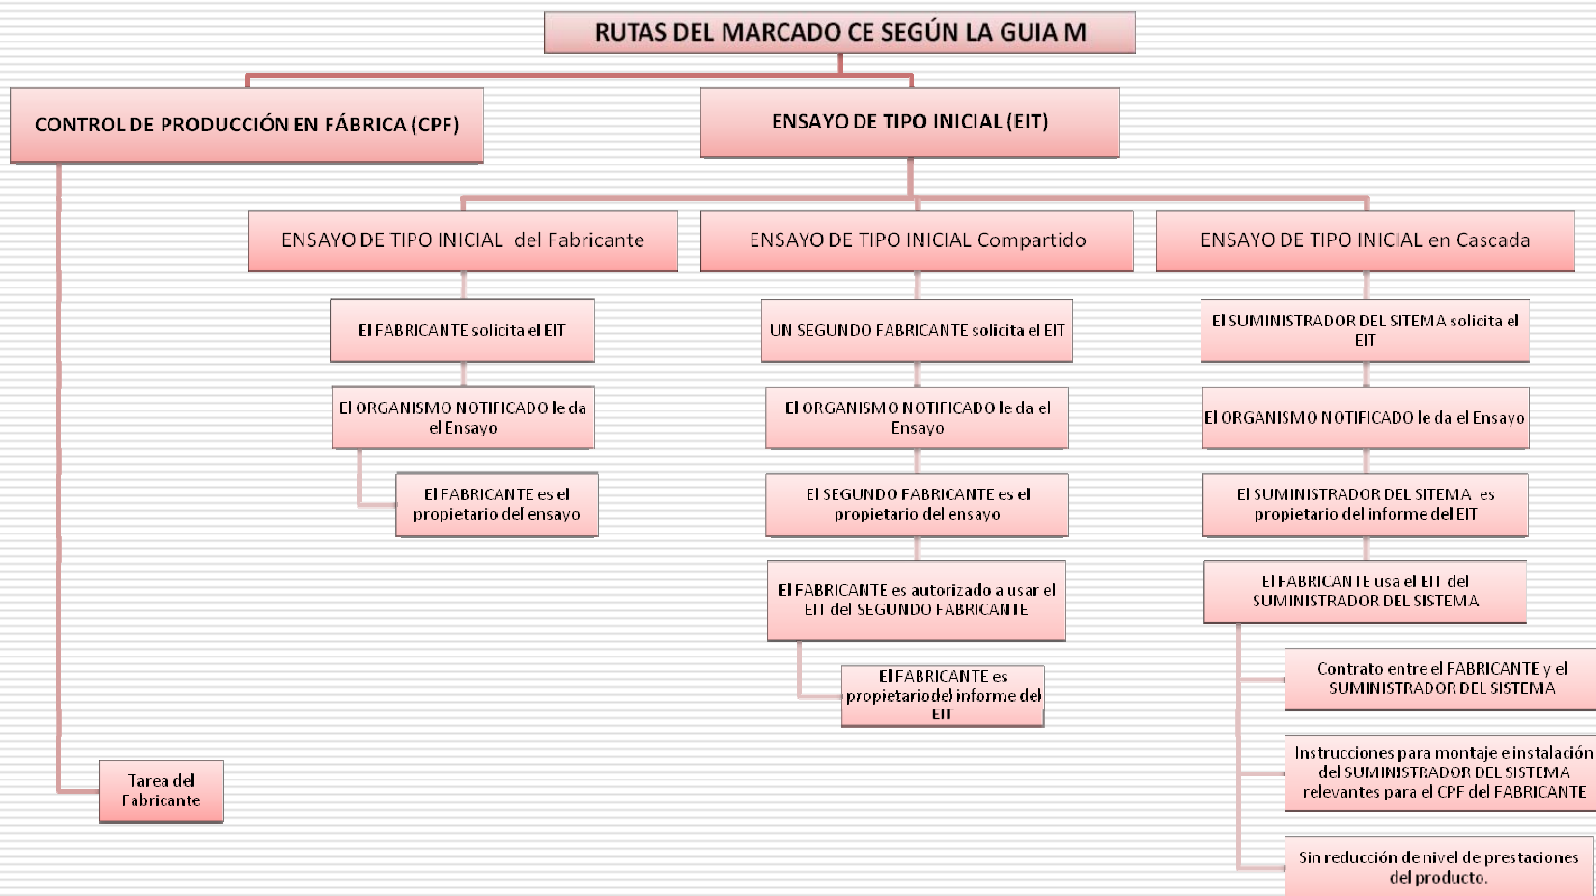 RUTAS DEL MARCADO CE SEGÚN LA GUIA M
CONTROL DE PRODUCCIÓN EN FÁBRICA (CPF)
ENSAYO DE TIPO INICIAL (EIT)
ENSAYO DE TIPO INICIAL del Fabricante
ENSAYO DE TIPO INICIAL Compartido
ENSAYO DE TIPO INICIAL en Cascada
El FABRICANTE solicita el EIT
El ORGANISMO NOTIFICADO le da
el Ensayo
El FABRICANTE es el
propietario del ensayo
UN SEGUNDO FABRICANTE solicita el EIT
El ORGANISMO NOTIFICADO le da el
Ensayo
El SEGUNDO FABRICANTE es el
propietario del ensayo
El FABRICANTE es autorizado a usar el
EIT del SEGUNDO FABRICANTE
El FABRICANTE es
propietario del informe del
EIT
El SUMINISTRADOR DEL SITEMA solicita el
EIT
El ORGANISMO NOTIFICADO le da el Ensayo
El SUMINISTRADOR DEL SITEMA es
propietario del informe del EIT
El FABRICANTE usa el EIT del
SUMINISTRADOR DEL SISTEMA
Contrato entre el FABRICANTE y el
SUMINISTRADOR DEL SISTEMA
Instrucciones para montaje e instalación
del SUMINISTRADOR DEL SISTEMA
relevantes para el CPF del FABRICANTE
Sin reducción de nivel de prestaciones
del producto.
Tarea del
Fabricante